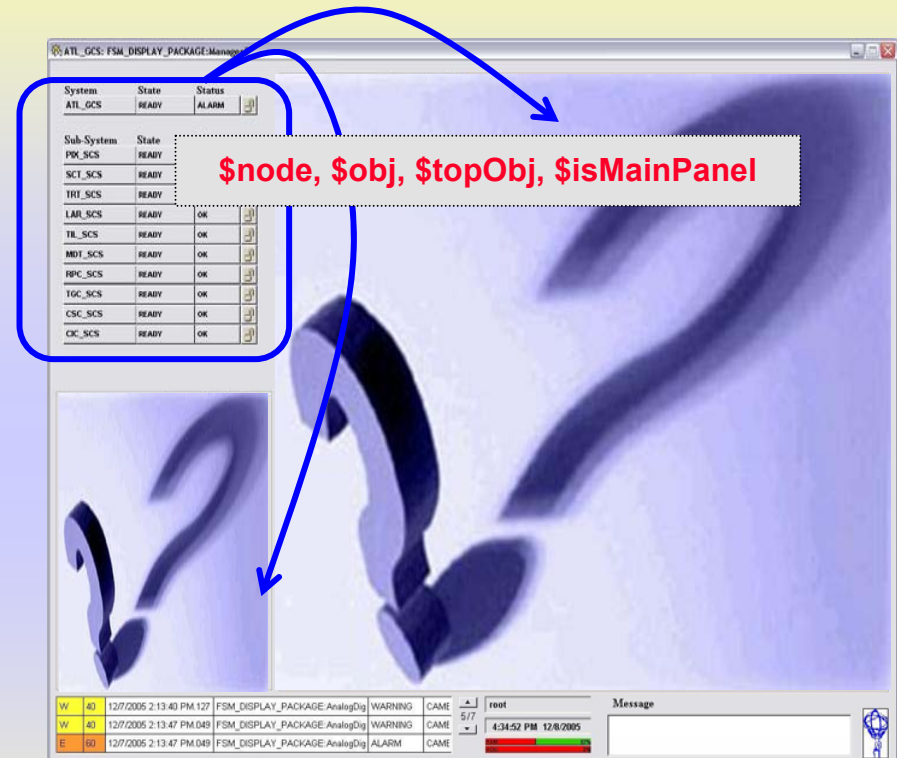 ATL_GCS: FSM_DISPLAY_PACKAGE:Manage
System State Status
ATL_GCS READY ALARM
Sub-System State
PIX_SCS READY
SCT_SCS READY
TRT_SCS READY
$node, $obj, $topObj, $isMainPanel
LAR_SCS READY OK
TIL_SCS READY OK
MDT_SCS READY OK
RPC_SCS READY OK
TGC_SCS READY OK
CSC_SCS READY OK
CIC_SCS READY OK
W 40 12/7/2005 2:13:40 PM.127 FSM_DISPLAY_PACKAGE:AnalogDig WARNING CAME
W 40 12/7/2005 2:13:47 PM.049 FSM_DISPLAY_PACKAGE:AnalogDig WARNING CAME
E 60 12/7/2005 2:13:47 PM.049 FSM_DISPLAY_PACKAGE:AnalogDig ALARM CAME
5/7
root
4:34:52 PM 12/8/2005
Message